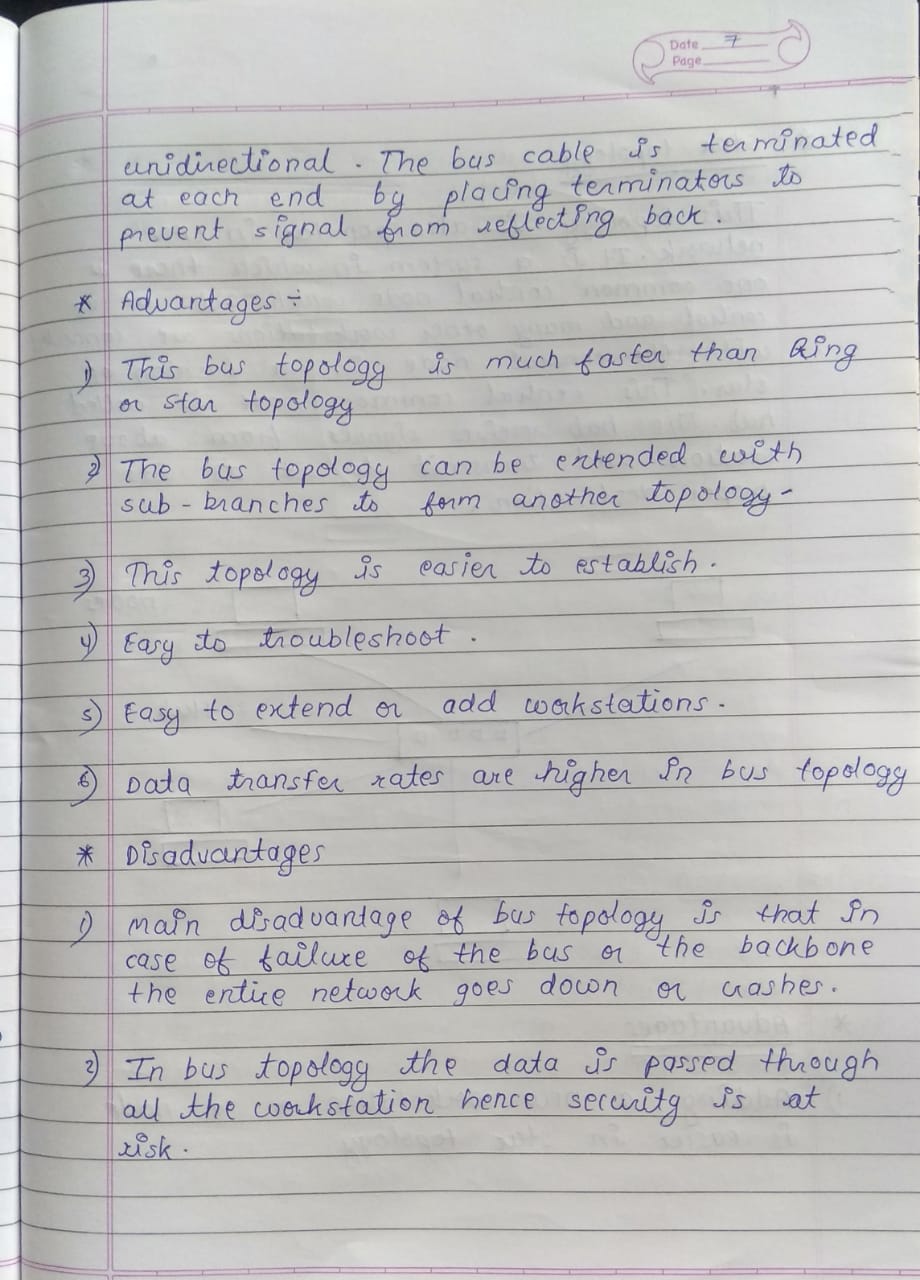 Date 7
Page
unidirectional. The bus cable is terminated
at each end by placing terminators to
prevent signal from reflecting back.
* Advantages ÷
1) This bus topology is much faster than Ring
or star topology
2) The bus topology can be extended with
sub-branches to form another topology-
3) This topology is easier to establish.
4) Easy to troubleshoot.
5) Easy to extend or add workstations.
6) Data transfer rates are higher in bus topology
* Disadvantages
1) Main disadvantage of bus topology is that in
case of failure of the bus or the backbone
the entire network goes down or crashes.
2) In bus topology the data is passed through
all the workstation hence security is at
risk.